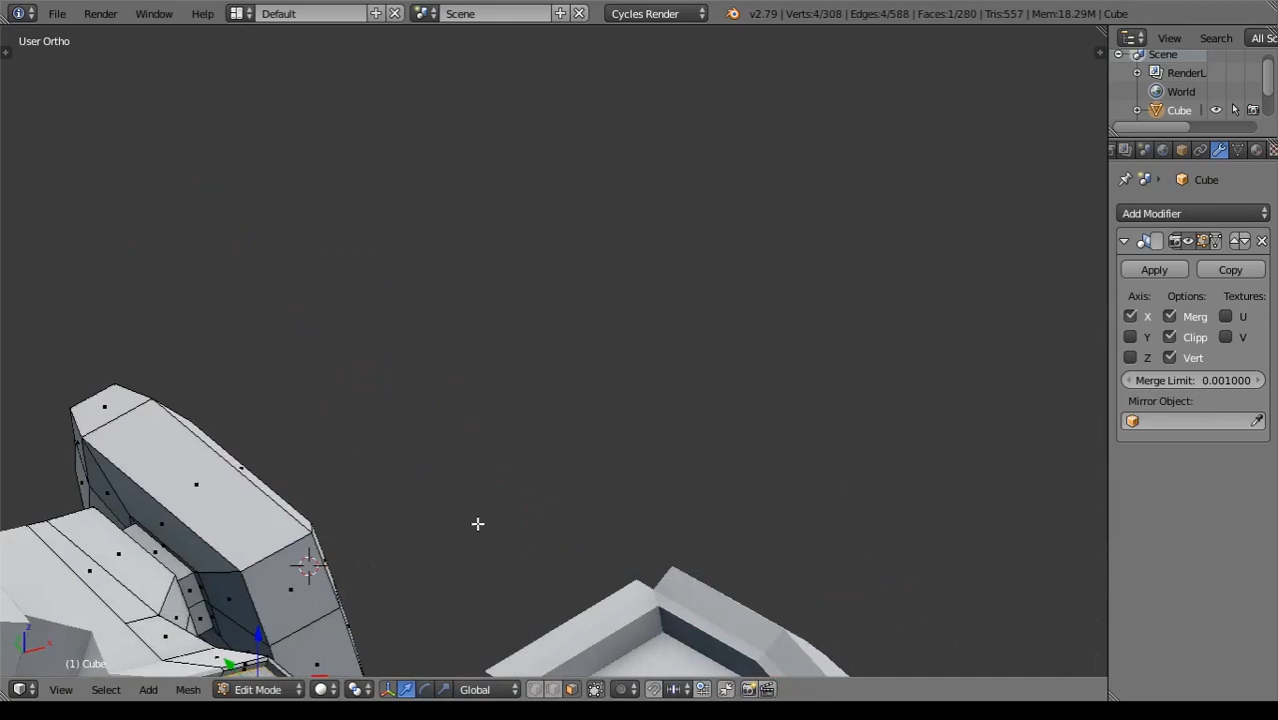 File Render Window Help Default Scene Cycles Render v2.79 | Verts:4/308 | Edges:4/588 | Faces:1/280 | Tris:557 | Mem:18.29M | Cube
User Ortho
View Search All Sc
Scene
RenderL
World
Cube
Cube
Add Modifier
Apply Copy
Axis: Options: Textures:
X Merg U
Y Clipp V
Z Vert
Merge Limit: 0.001000
Mirror Object:
z
x
(1) Cube
View Select Add Mesh Edit Mode Global